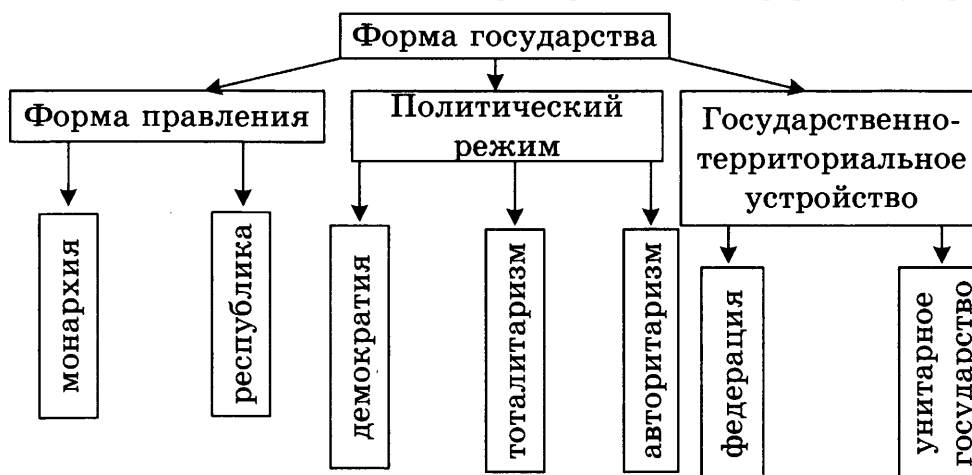 Форма государства
Форма правления
Политический
режим
Государственно-
территориальное
устройство
монархия
республика
демократия
тоталитаризм
авторитаризм
федерация
унитарное
государство